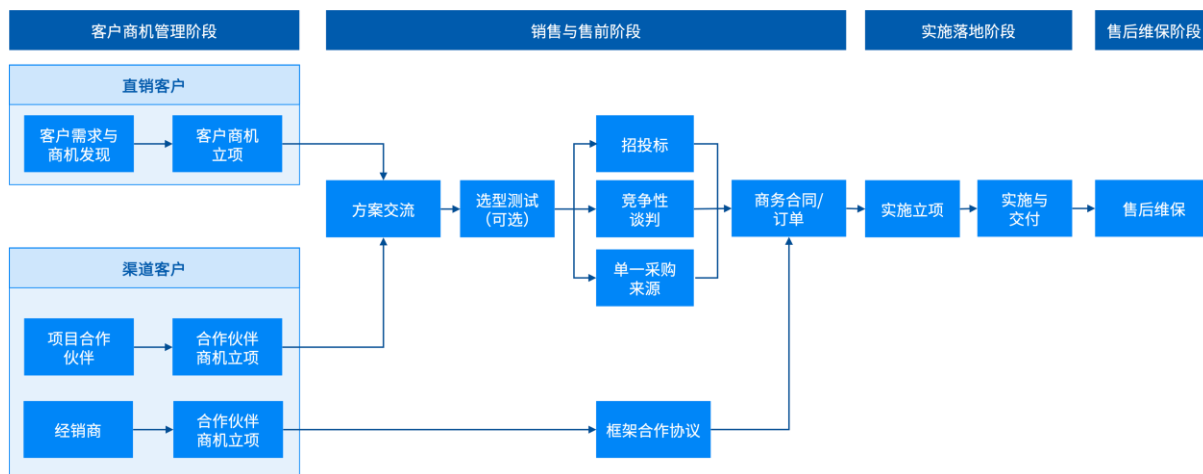 客户商机管理阶段
销售与售前阶段
实施落地阶段
售后维保阶段
直销客户
客户需求与
商机发现
客户商机
立项
方案交流
选型测试
（可选）
招投标
竞争性
谈判
单一采购
来源
商务合同/
订单
实施立项
实施与
交付
售后维保
渠道客户
项目合作
伙伴
合作伙伴
商机立项
经销商
合作伙伴
商机立项
框架合作协议